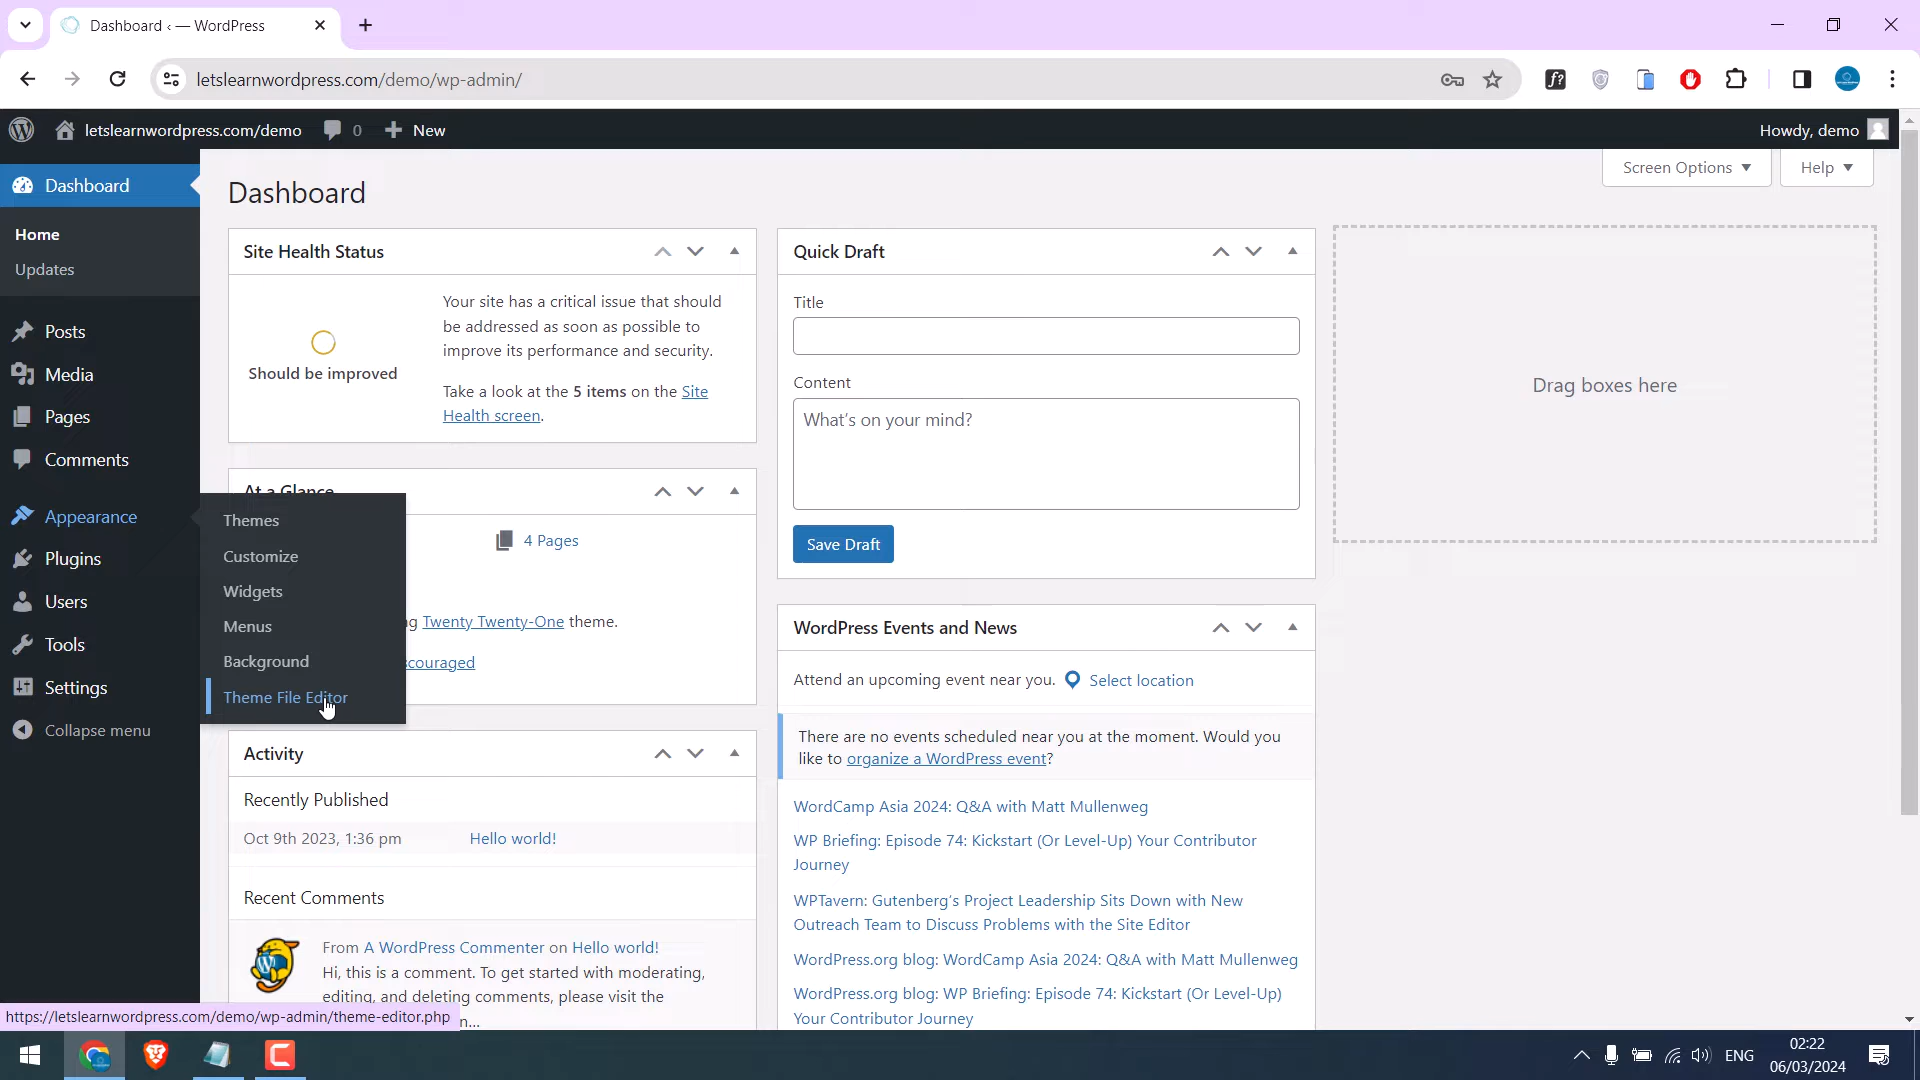 Dashboard ‹ — WordPress
letslearnwordpress.com/demo/wp-admin/
letslearnwordpress.com/demo
0
New
Howdy, demo
Screen Options
Help
Dashboard
Home
Updates
Posts
Media
Pages
Comments
Appearance
Plugins
Users
Tools
Settings
Collapse menu
Themes
Customize
Widgets
Menus
Background
Theme File Editor
Dashboard
Site Health Status
Should be improved
Your site has a critical issue that should
be addressed as soon as possible to
improve its performance and security.
Take a look at the 5 items on the Site
Health screen.
At a Glance
4 Pages
g Twenty Twenty-One theme.
scouraged
Activity
Recently Published
Oct 9th 2023, 1:36 pm
Hello world!
Recent Comments
From A WordPress Commenter on Hello world!
Hi, this is a comment. To get started with moderating,
editing, and deleting comments, please visit the
n...
Quick Draft
Title
Content
What's on your mind?
Save Draft
WordPress Events and News
Attend an upcoming event near you.
Select location
There are no events scheduled near you at the moment. Would you
like to organize a WordPress event?
WordCamp Asia 2024: Q&A with Matt Mullenweg
WP Briefing: Episode 74: Kickstart (Or Level-Up) Your Contributor
Journey
WPTavern: Gutenberg's Project Leadership Sits Down with New
Outreach Team to Discuss Problems with the Site Editor
WordPress.org blog: WordCamp Asia 2024: Q&A with Matt Mullenweg
WordPress.org blog: WP Briefing: Episode 74: Kickstart (Or Level-Up)
Your Contributor Journey
Drag boxes here
https://letslearnwordpress.com/demo/wp-admin/theme-editor.php
ENG
02:22
06/03/2024